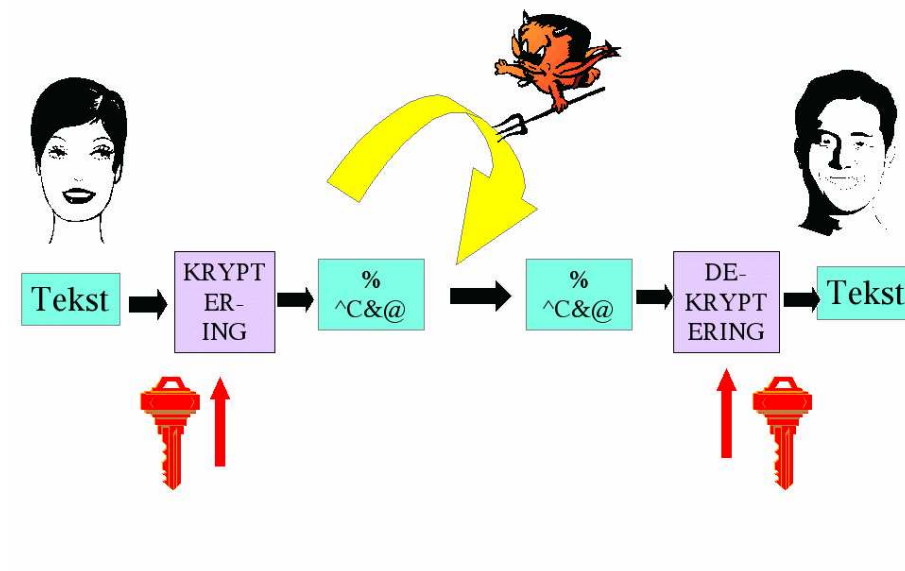 Tekst
KRYPT
ER-
ING
%
^C&@
%
^C&@
DE-
KRYPT
ERING
Tekst